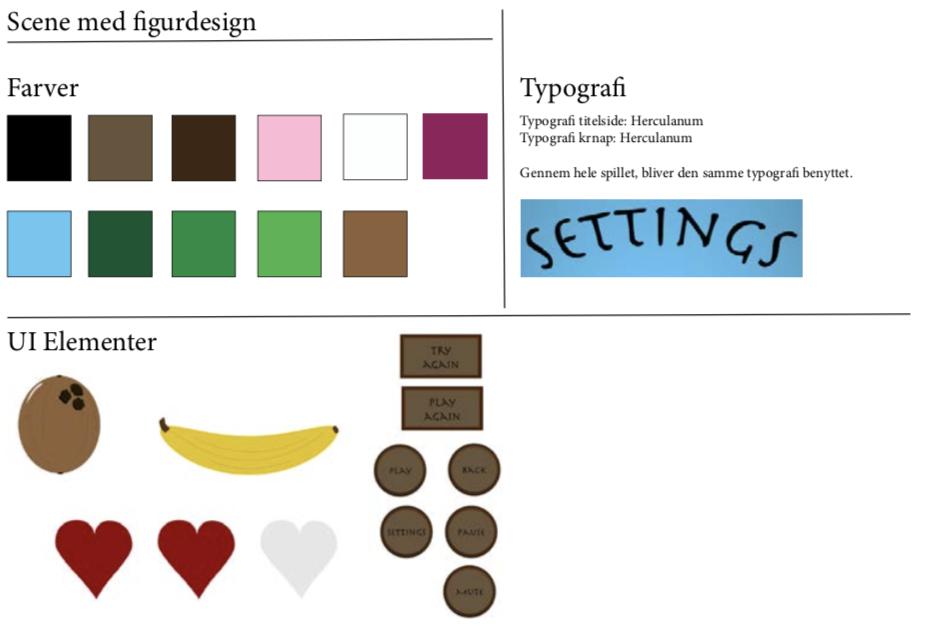 Scene med figurdesign
Farver
Typografi
Typografi titelside: Herculanum
Typografi krnap: Herculanum
Gennem hele spillet, bliver den samme typografi benyttet.
SETTINGS
UI Elementer
TRY
AGAIN
PLAY
AGAIN
PLAY
BACK
SETTINGS
PAUSE
MUTE